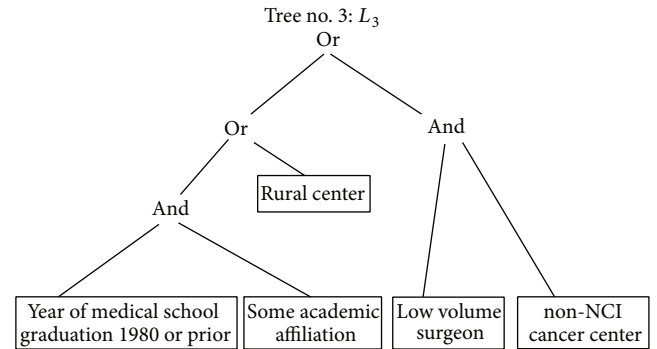 Tree no. 3: L3
Or
Or
And
Rural center
And
Year of medical school
graduation 1980 or prior
Some academic
affiliation
Low volume
surgeon
non-NCI
cancer center